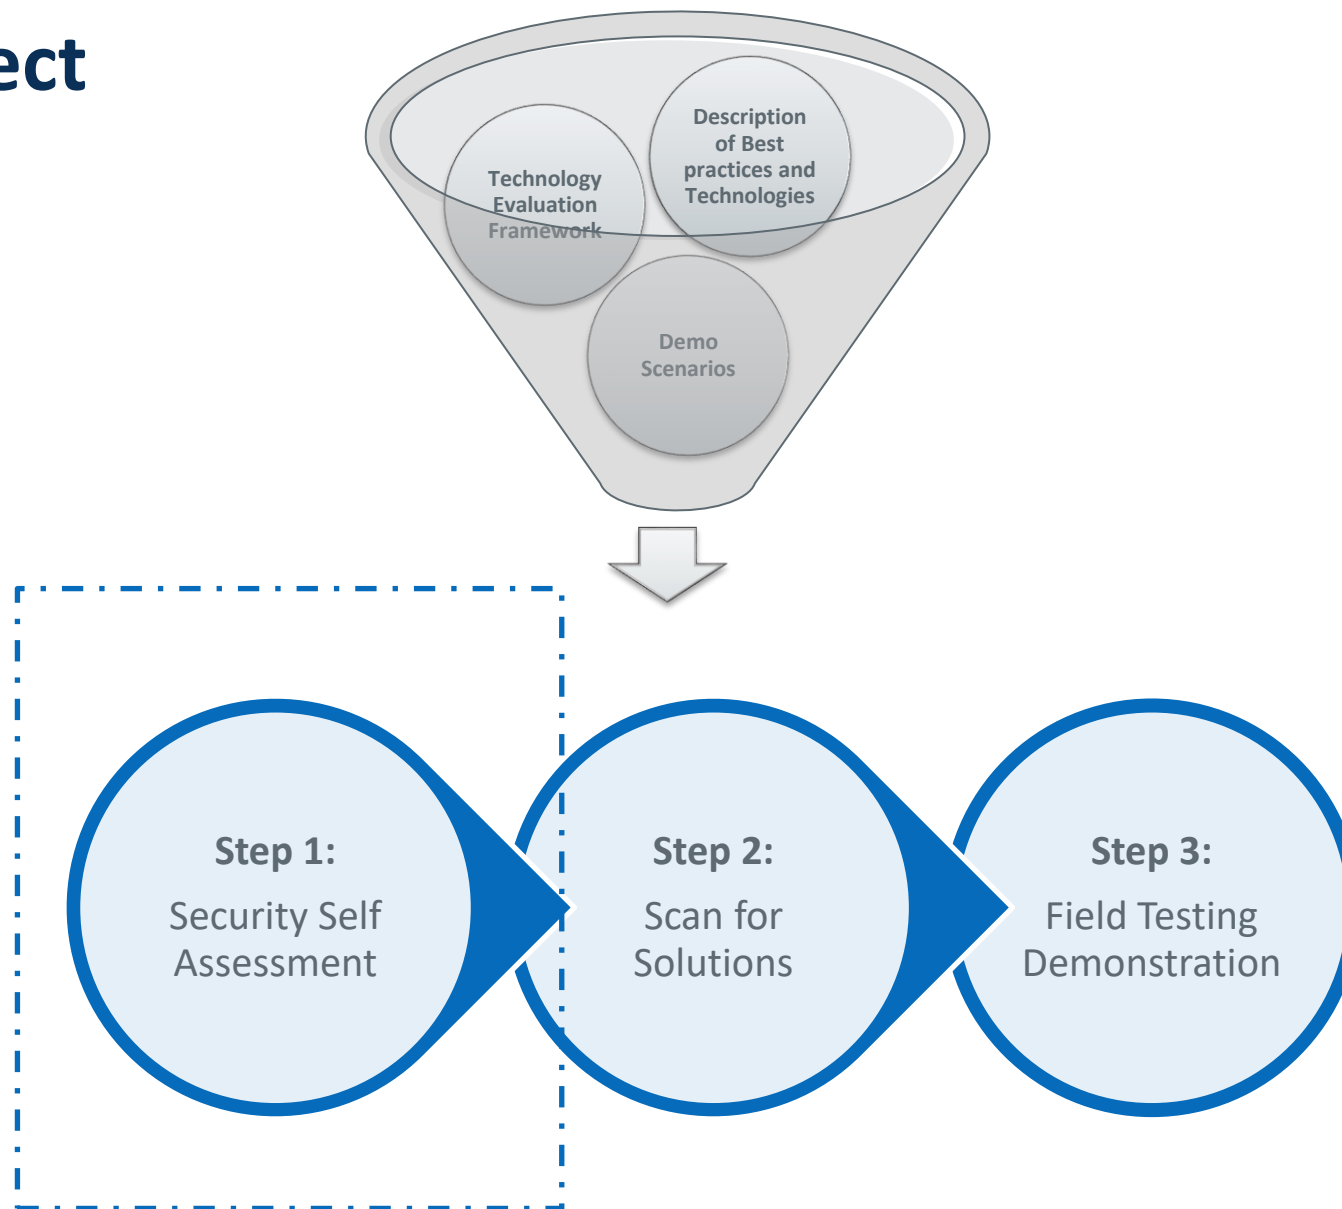 ect
Description
of Best
practices and
Technologies
Technology
Evaluation
Framework
Demo
Scenarios
Step 1:
Security Self
Assessment
Step 2:
Scan for
Solutions
Step 3:
Field Testing
Demonstration